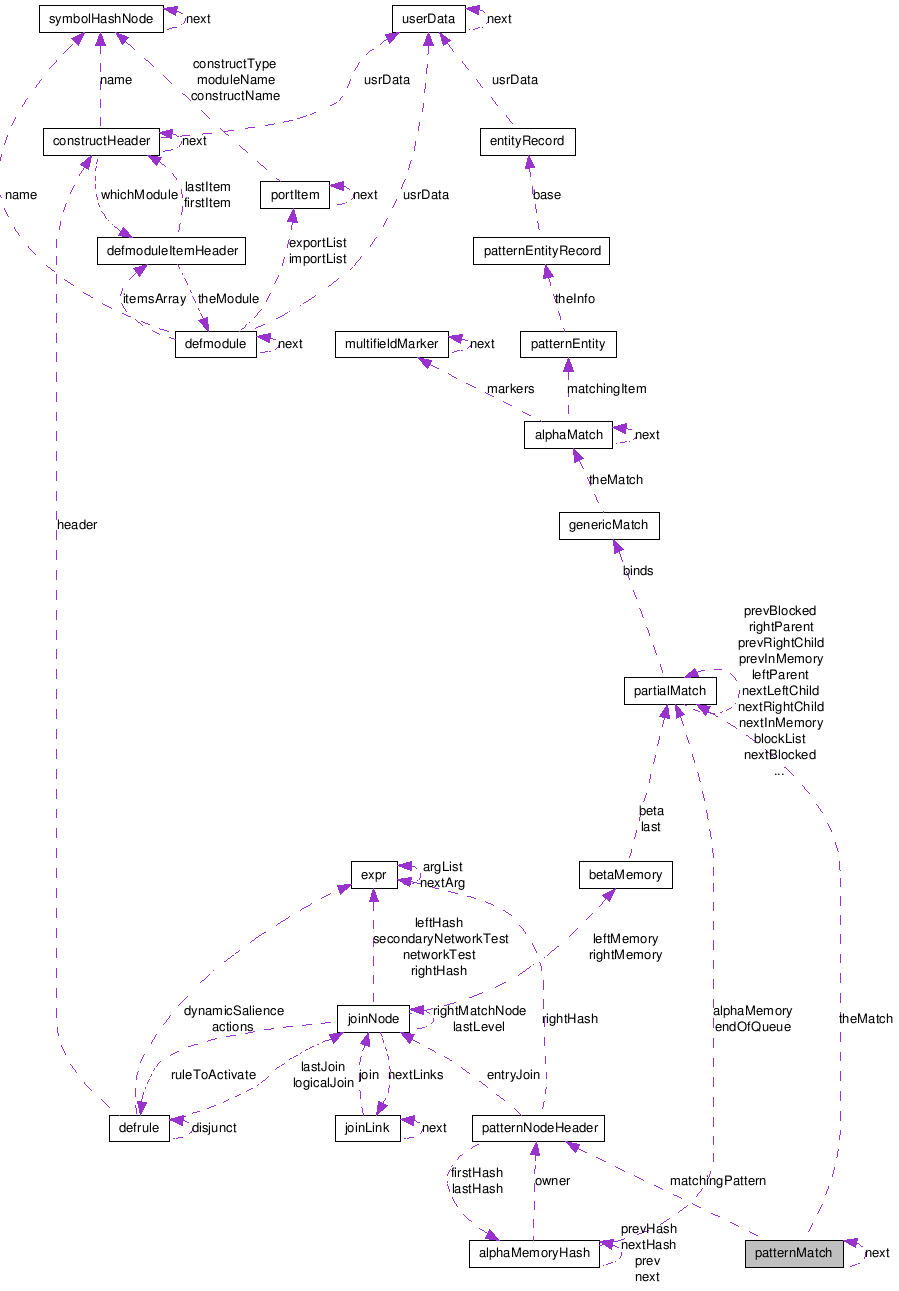 symbolHashNode
next
userData
next
constructType
moduleName
constructName
name
usrData
usrData
constructHeader
next
entityRecord
name
whichModule
lastItem
firstItem
portItem
next
usrData
base
defmoduleItemHeader
exportList
importList
patternEntityRecord
itemsArray
theModule
theInfo
defmodule
next
multifieldMarker
next
patternEntity
markers
matchingItem
alphaMatch
next
theMatch
header
genericMatch
binds
prevBlocked
rightParent
prevRightChild
prevInMemory
leftParent
nextLeftChild
nextRightChild
nextInMemory
blockList
nextBlocked
...
partialMatch
beta
last
expr
argList
nextArg
betaMemory
leftHash
secondaryNetworkTest
networkTest
rightHash
leftMemory
rightMemory
dynamicSalience
actions
joinNode
rightMatchNode
lastLevel
rightHash
alphaMemory
endOfQueue
theMatch
ruleToActivate
lastJoin
logicalJoin
join
nextLinks
entryJoin
defrule
disjunct
joinLink
next
patternNodeHeader
firstHash
lastHash
owner
matchingPattern
alphaMemoryHash
prevHash
nextHash
prev
next
patternMatch
next